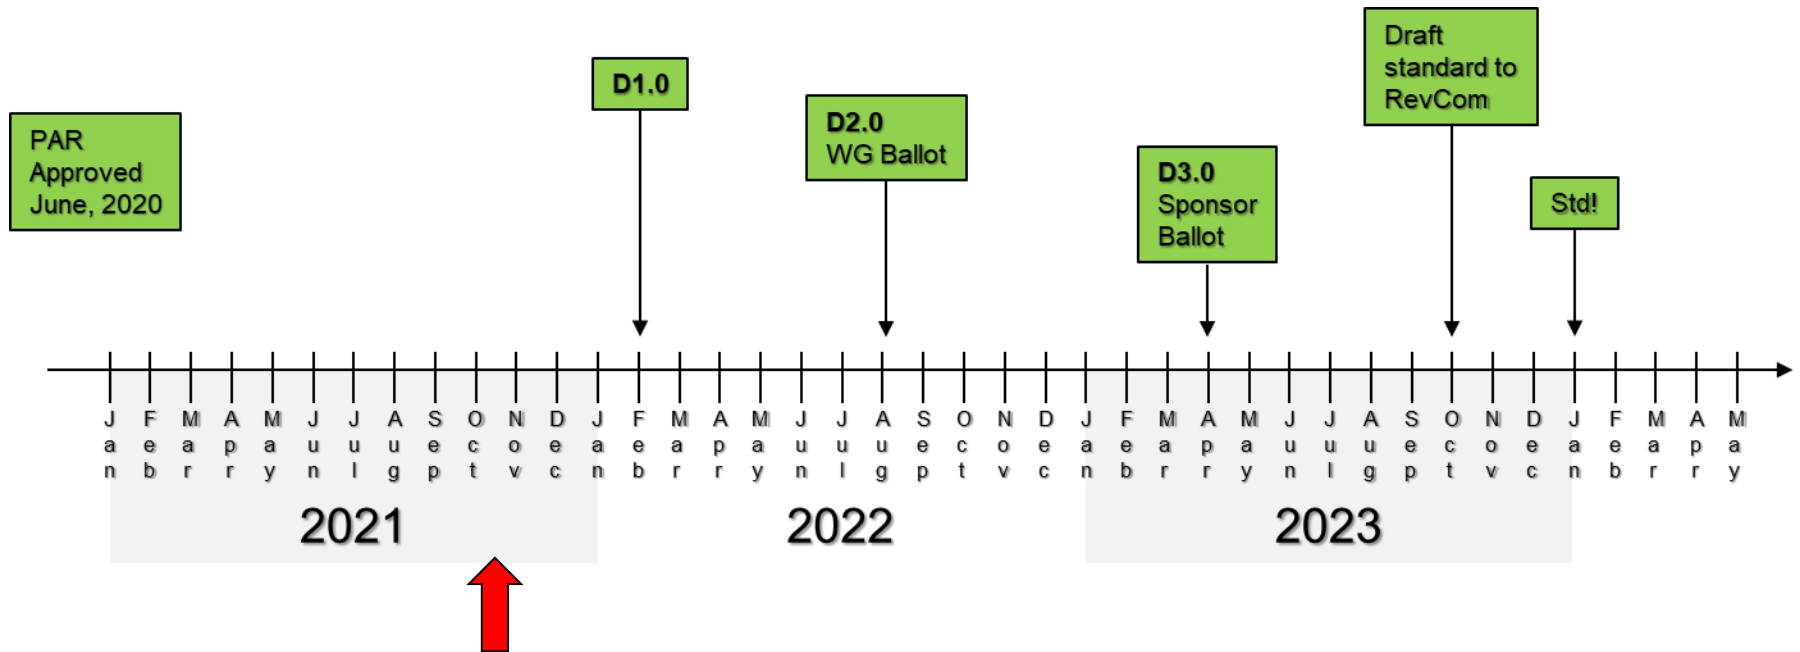 PAR
Approved
June, 2020
D1.0
D2.0
WG Ballot
D3.0
Sponsor
Ballot
Draft
standard to
RevCom
Std!
Jan Feb Mar Apr May Jun Jul Aug Sep Oct Nov Dec Jan Feb Mar Apr May Jun Jul Aug Sep Oct Nov Dec Jan Feb Mar Apr May Jun Jul Aug Sep Oct Nov Dec Jan Feb Mar Apr May
2021 2022 2023